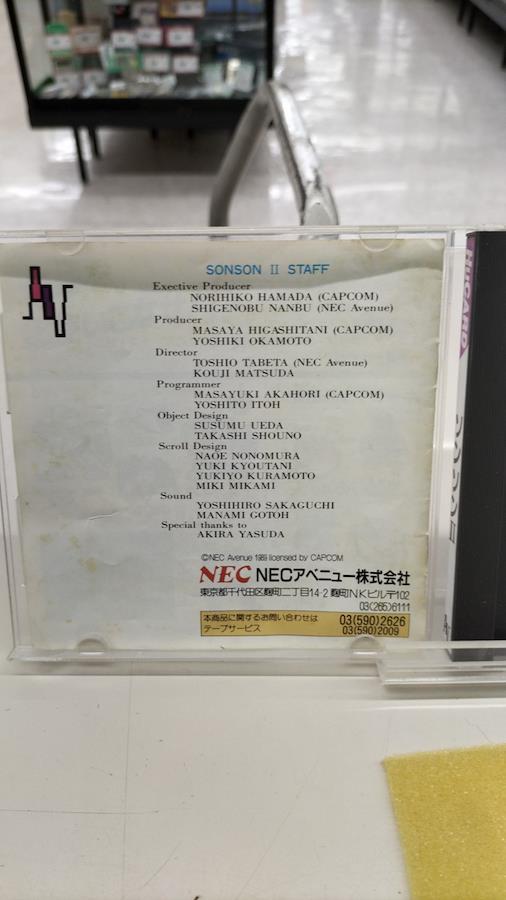 SONSON II STAFF
Exective Producer
NORIHIKO HAMADA (CAPCOM)
SHIGENOBU NANBU (NEC Avenue)
Producer
MASAYA HIGASHITANI (CAPCOM)
YOSHIKI OKAMOTO
Director
TOSHIO TABETA (NEC Avenue)
KOUJI MATSUDA
Programmer
MASAYUKI AKAHORI (CAPCOM)
YOSHITO ITOH
Object Design
SUSUMU UEDA
TAKASHI SHOUNO
Scroll Design
NAOE NONOMURA
YUKI KYOUTANI
YUKIYO KURAMOTO
MIKI MIKAMI
Sound
YOSHIHIRO SAKAGUCHI
MANAMI GOTOH
Special thanks to
AKIRA YASUDA
©NEC Avenue 1989 licensed by CAPCOM
NEC NECアベニュー株式会社
東京都千代田区麹町二丁目14-2 麹町NKビル〒102
03(265)6111
本商品に関するお問い合わせは 03(590)2626
テープサービス 03(590)2009